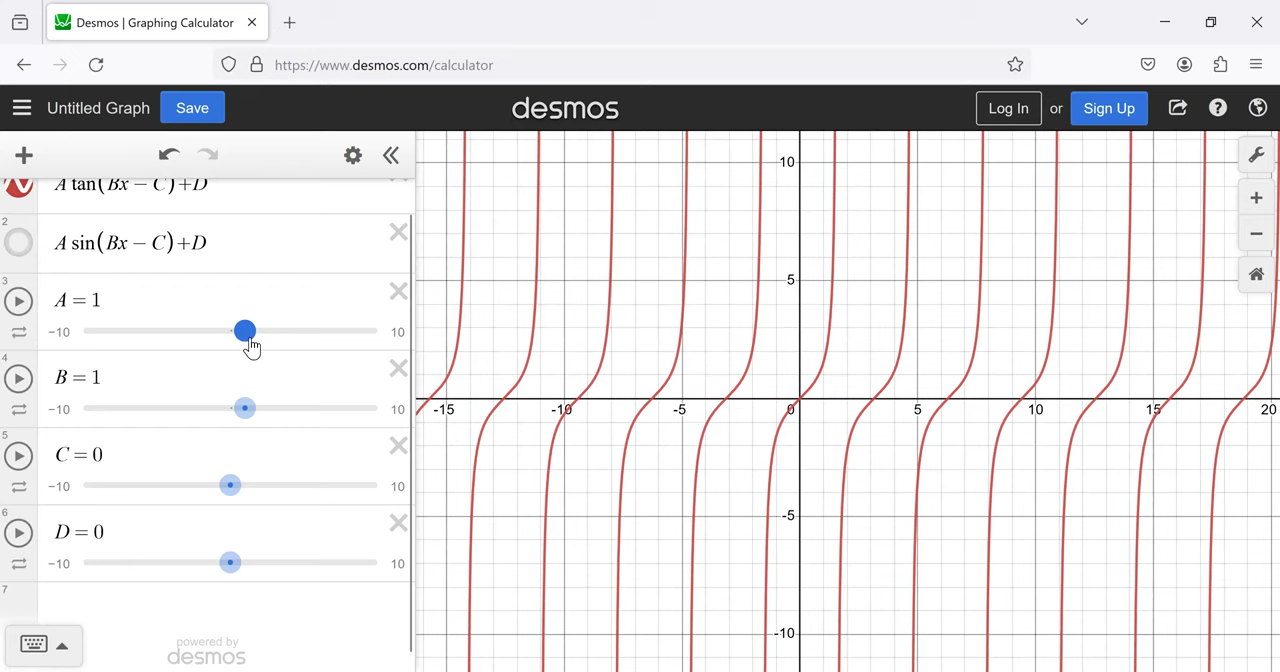 Desmos | Graphing Calculator
https://www.desmos.com/calculator
Untitled Graph
Save
desmos
Log In
or
Sign Up
A tan(Bx − C)+D
2
A sin(Bx − C)+D
3
A = 1
−10
10
4
B = 1
−10
10
5
C = 0
−10
10
6
D = 0
−10
10
7
powered by
desmos
10
5
-15
-10
-5
0
5
10
15
20
-5
-10